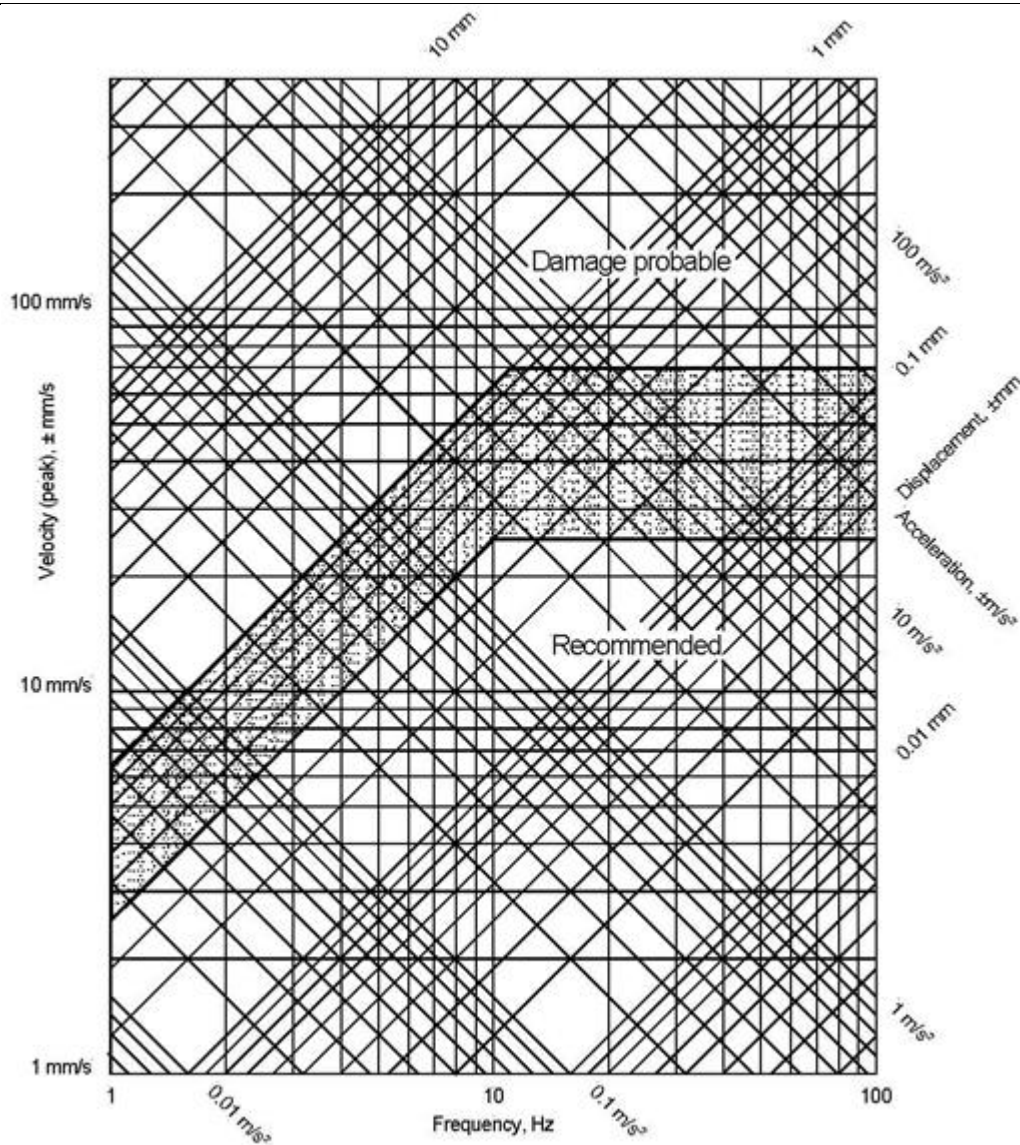 10 mm
1 mm
Damage probable
100 m/s²
100 mm/s
0.1 mm
Velocity (peak), ± mm/s
Displacement, ±mm
Acceleration, ±m/s²
Recommended
10 m/s²
10 mm/s
0.01 mm
1 m/s²
1 mm/s
1
10
100
0.01 m/s²
0.1 m/s²
Frequency, Hz